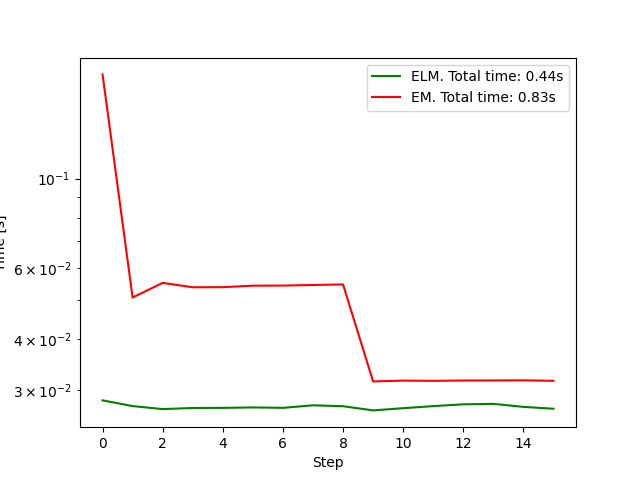 ELM. Total time: 0.44s
EM. Total time: 0.83s
10⁻¹
6 × 10⁻²
4 × 10⁻²
3 × 10⁻²
Time [s]
0 2 4 6 8 10 12 14
Step